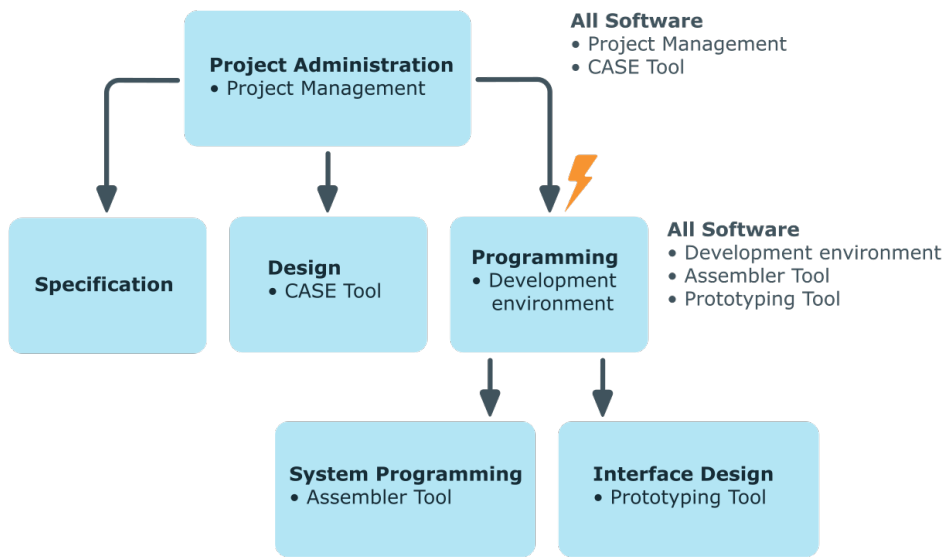 All Software
• Project Management
• CASE Tool
Project Administration
• Project Management
Specification
Design
• CASE Tool
Programming
• Development
environment
All Software
• Development environment
• Assembler Tool
• Prototyping Tool
System Programming
• Assembler Tool
Interface Design
• Prototyping Tool